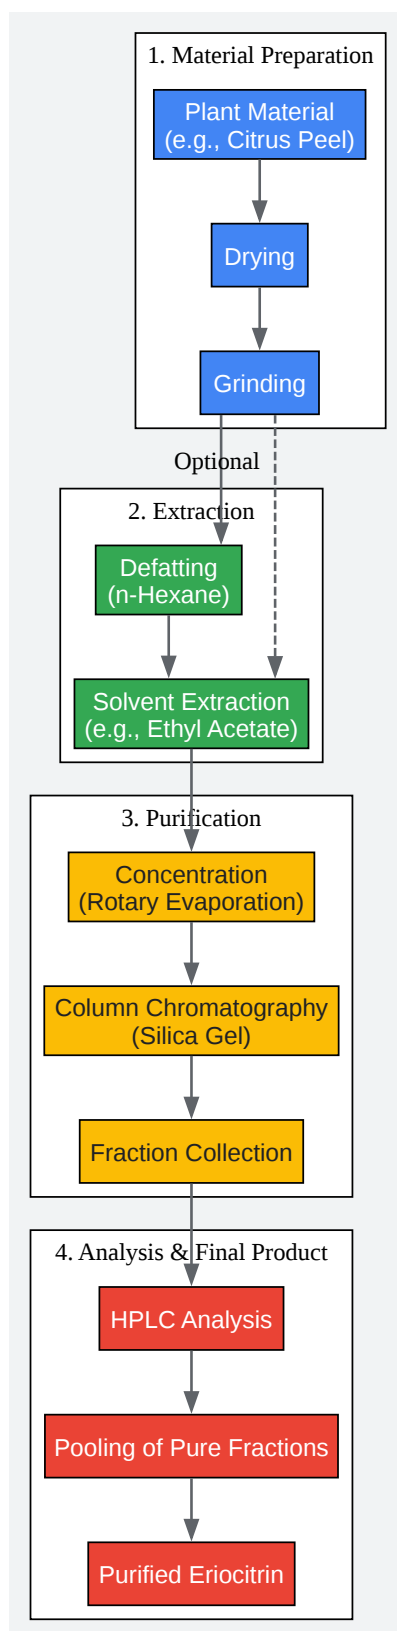 1. Material Preparation
Plant Material
(e.g., Citrus Peel)
Drying
Grinding
Optional
2. Extraction
Defatting
(n-Hexane)
Solvent Extraction
(e.g., Ethyl Acetate)
3. Purification
Concentration
(Rotary Evaporation)
Column Chromatography
(Silica Gel)
Fraction Collection
4. Analysis & Final Product
HPLC Analysis
Pooling of Pure Fractions
Purified Eriocitrin